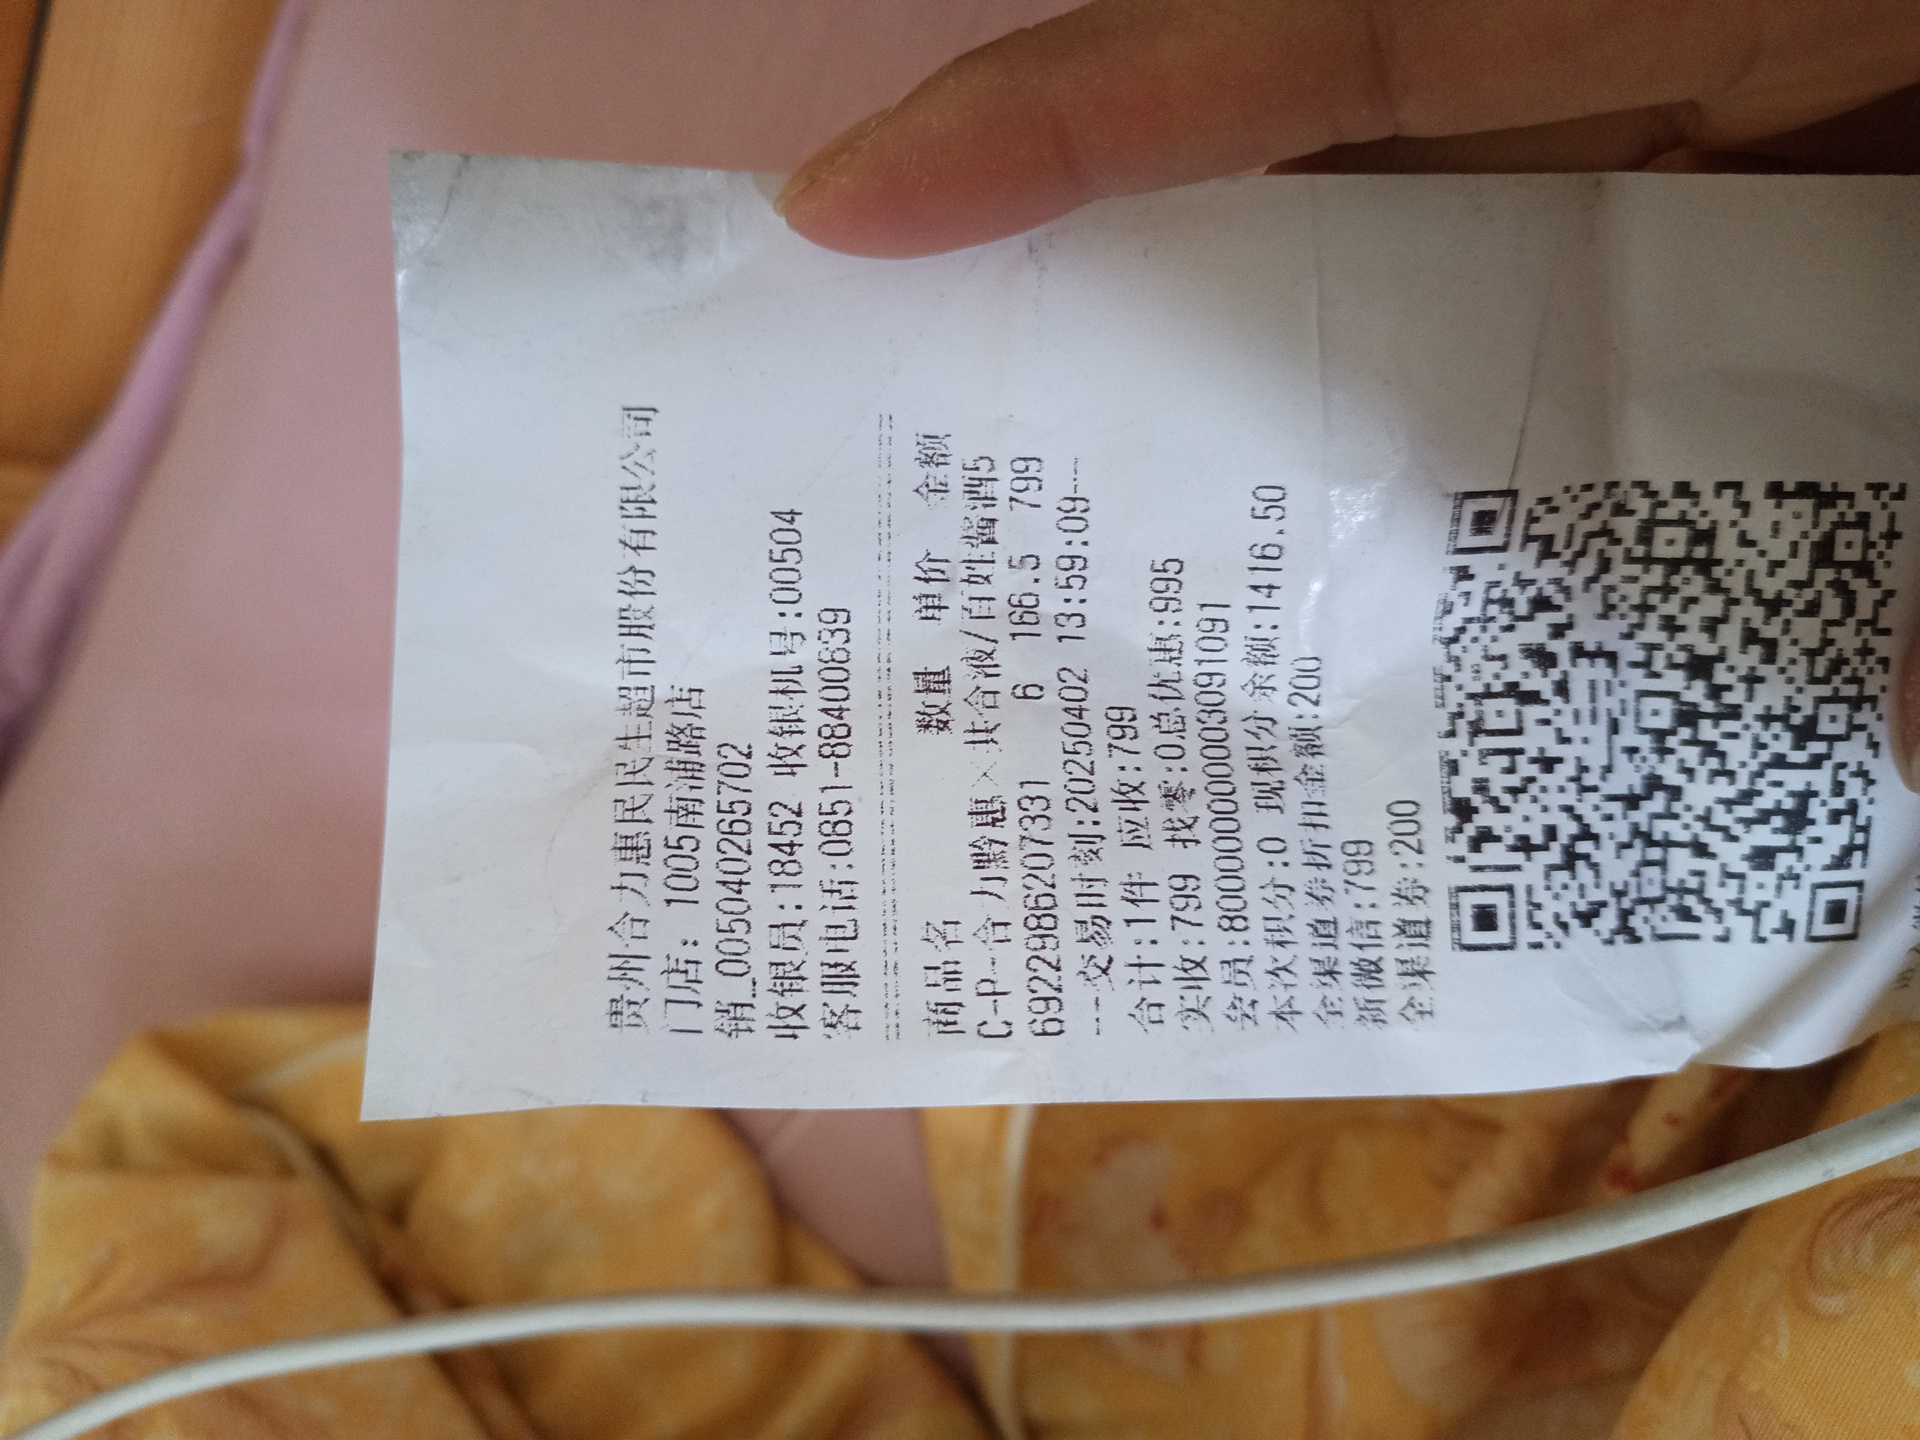 贵州合力惠民民生超市股份有限公司
门店: 1005南浦路店
销_005040265702
收银员:18452 收银机号:00504
客服电话:0851-88400639
商品名 数量 单价 金额
C-P-合力黔惠×共合液/百姓酱酒5
6922986207331 6 166.5 799
---交易时刻:20250402 13:59:09---
合计:1件 应收:799
实收:799 找零:0总优惠:995
会员:8000000003091091
本次积分:0 现积分余额:1416.50
全渠道券折扣金额:200
新微信:799
全渠道券:200